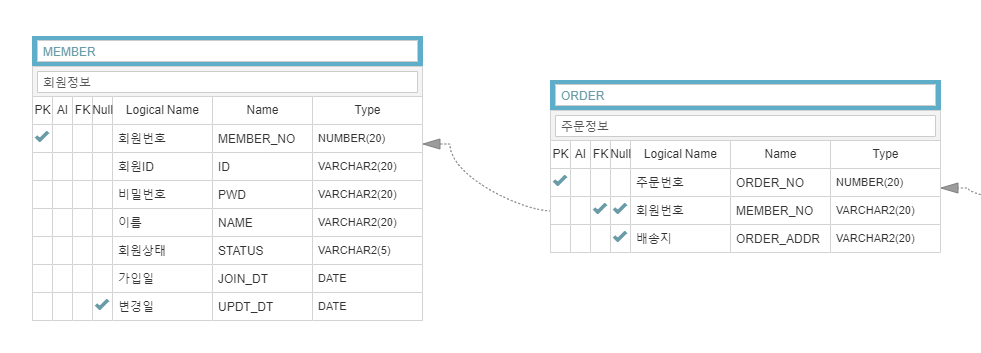 MEMBER
회원정보
PK AI FK Null Logical Name Name Type
회원번호 MEMBER_NO NUMBER(20)
회원ID ID VARCHAR2(20)
비밀번호 PWD VARCHAR2(20)
이름 NAME VARCHAR2(20)
회원상태 STATUS VARCHAR2(5)
가입일 JOIN_DT DATE
변경일 UPDT_DT DATE
ORDER
주문정보
PK AI FK Null Logical Name Name Type
주문번호 ORDER_NO NUMBER(20)
회원번호 MEMBER_NO VARCHAR2(20)
배송지 ORDER_ADDR VARCHAR2(20)